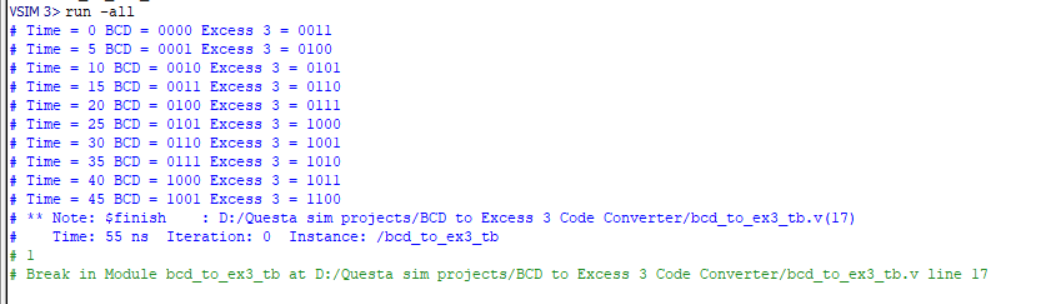 VSIM 3> run -all
# Time = 0 BCD = 0000 Excess 3 = 0011
# Time = 5 BCD = 0001 Excess 3 = 0100
# Time = 10 BCD = 0010 Excess 3 = 0101
# Time = 15 BCD = 0011 Excess 3 = 0110
# Time = 20 BCD = 0100 Excess 3 = 0111
# Time = 25 BCD = 0101 Excess 3 = 1000
# Time = 30 BCD = 0110 Excess 3 = 1001
# Time = 35 BCD = 0111 Excess 3 = 1010
# Time = 40 BCD = 1000 Excess 3 = 1011
# Time = 45 BCD = 1001 Excess 3 = 1100
# ** Note: $finish    : D:/Questa sim projects/BCD to Excess 3 Code Converter/bcd_to_ex3_tb.v(17)
#    Time: 55 ns  Iteration: 0  Instance: /bcd_to_ex3_tb
# 1
# Break in Module bcd_to_ex3_tb at D:/Questa sim projects/BCD to Excess 3 Code Converter/bcd_to_ex3_tb.v line 17